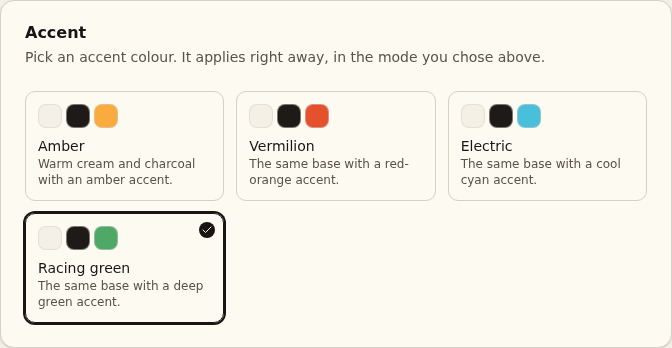 Accent
Pick an accent colour. It applies right away, in the mode you chose above.
Amber
Warm cream and charcoal
with an amber accent.
Vermilion
The same base with a red-
orange accent.
Electric
The same base with a cool
cyan accent.
Racing green
The same base with a deep
green accent.